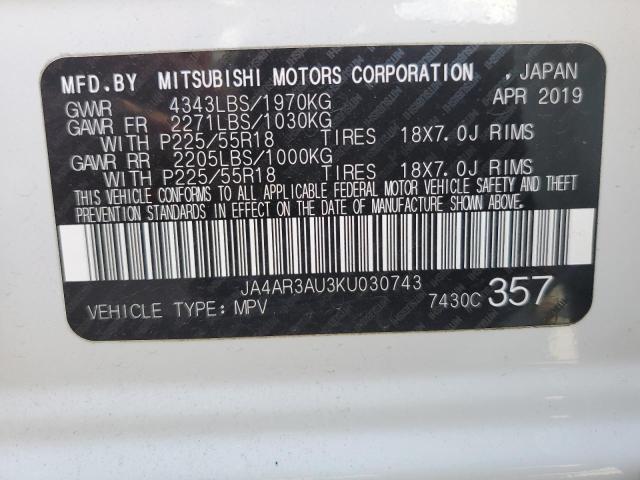 MFD.BY MITSUBISHI MOTORS CORPORATION , JAPAN
GVWR 4343LBS/1970KG APR 2019
GAWR FR 2271LBS/1030KG
WITH P225/55R18 TIRES 18X7.0J RIMS
GAWR RR 2205LBS/1000KG
WITH P225/55R18 TIRES 18X7.0J RIMS
THIS VEHICLE CONFORMS TO ALL APPLICABLE FEDERAL MOTOR VEHICLE SAFETY AND THEFT
PREVENTION STANDARDS IN EFFECT ON THE DATE OF MANUFACTURE SHOWN ABOVE.
JA4AR3AU3KU030743
VEHICLE TYPE: MPV 7430C 357